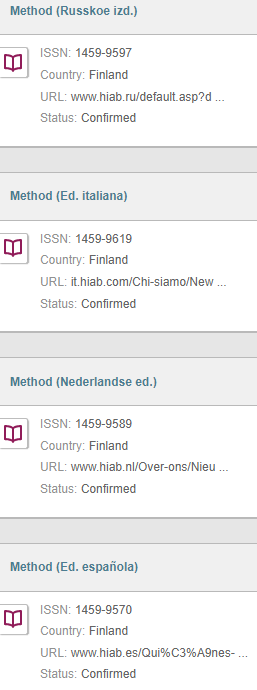 Method (Russkoe izd.)
ISSN: 1459-9597
Country: Finland
URL: www.hiab.ru/default.asp?d ...
Status: Confirmed
Method (Ed. italiana)
ISSN: 1459-9619
Country: Finland
URL: it.hiab.com/Chi-siamo/New ...
Status: Confirmed
Method (Nederlandse ed.)
ISSN: 1459-9589
Country: Finland
URL: www.hiab.nl/Over-ons/Nieu ...
Status: Confirmed
Method (Ed. española)
ISSN: 1459-9570
Country: Finland
URL: www.hiab.es/Qui%C3%A9nes- ...
Status: Confirmed